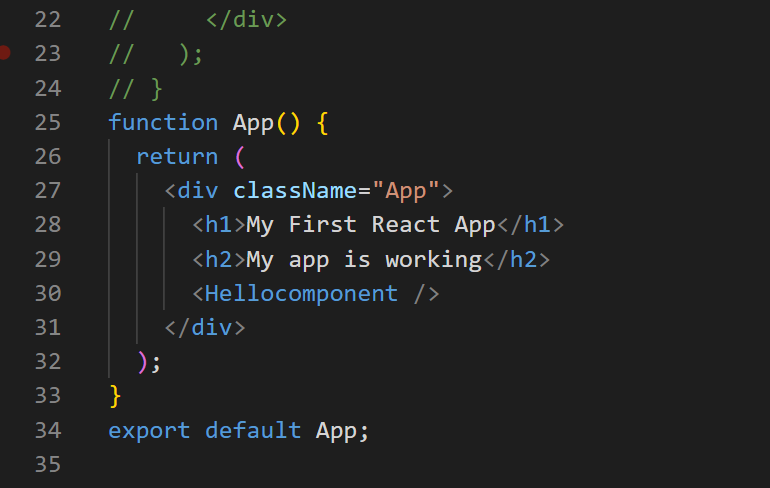 22 //     </div>
23 //   );
24 // }
25 function App() {
26   return (
27     <div className="App">
28       <h1>My First React App</h1>
29       <h2>My app is working</h2>
30       <Hellocomponent />
31     </div>
32   );
33 }
34 export default App;
35